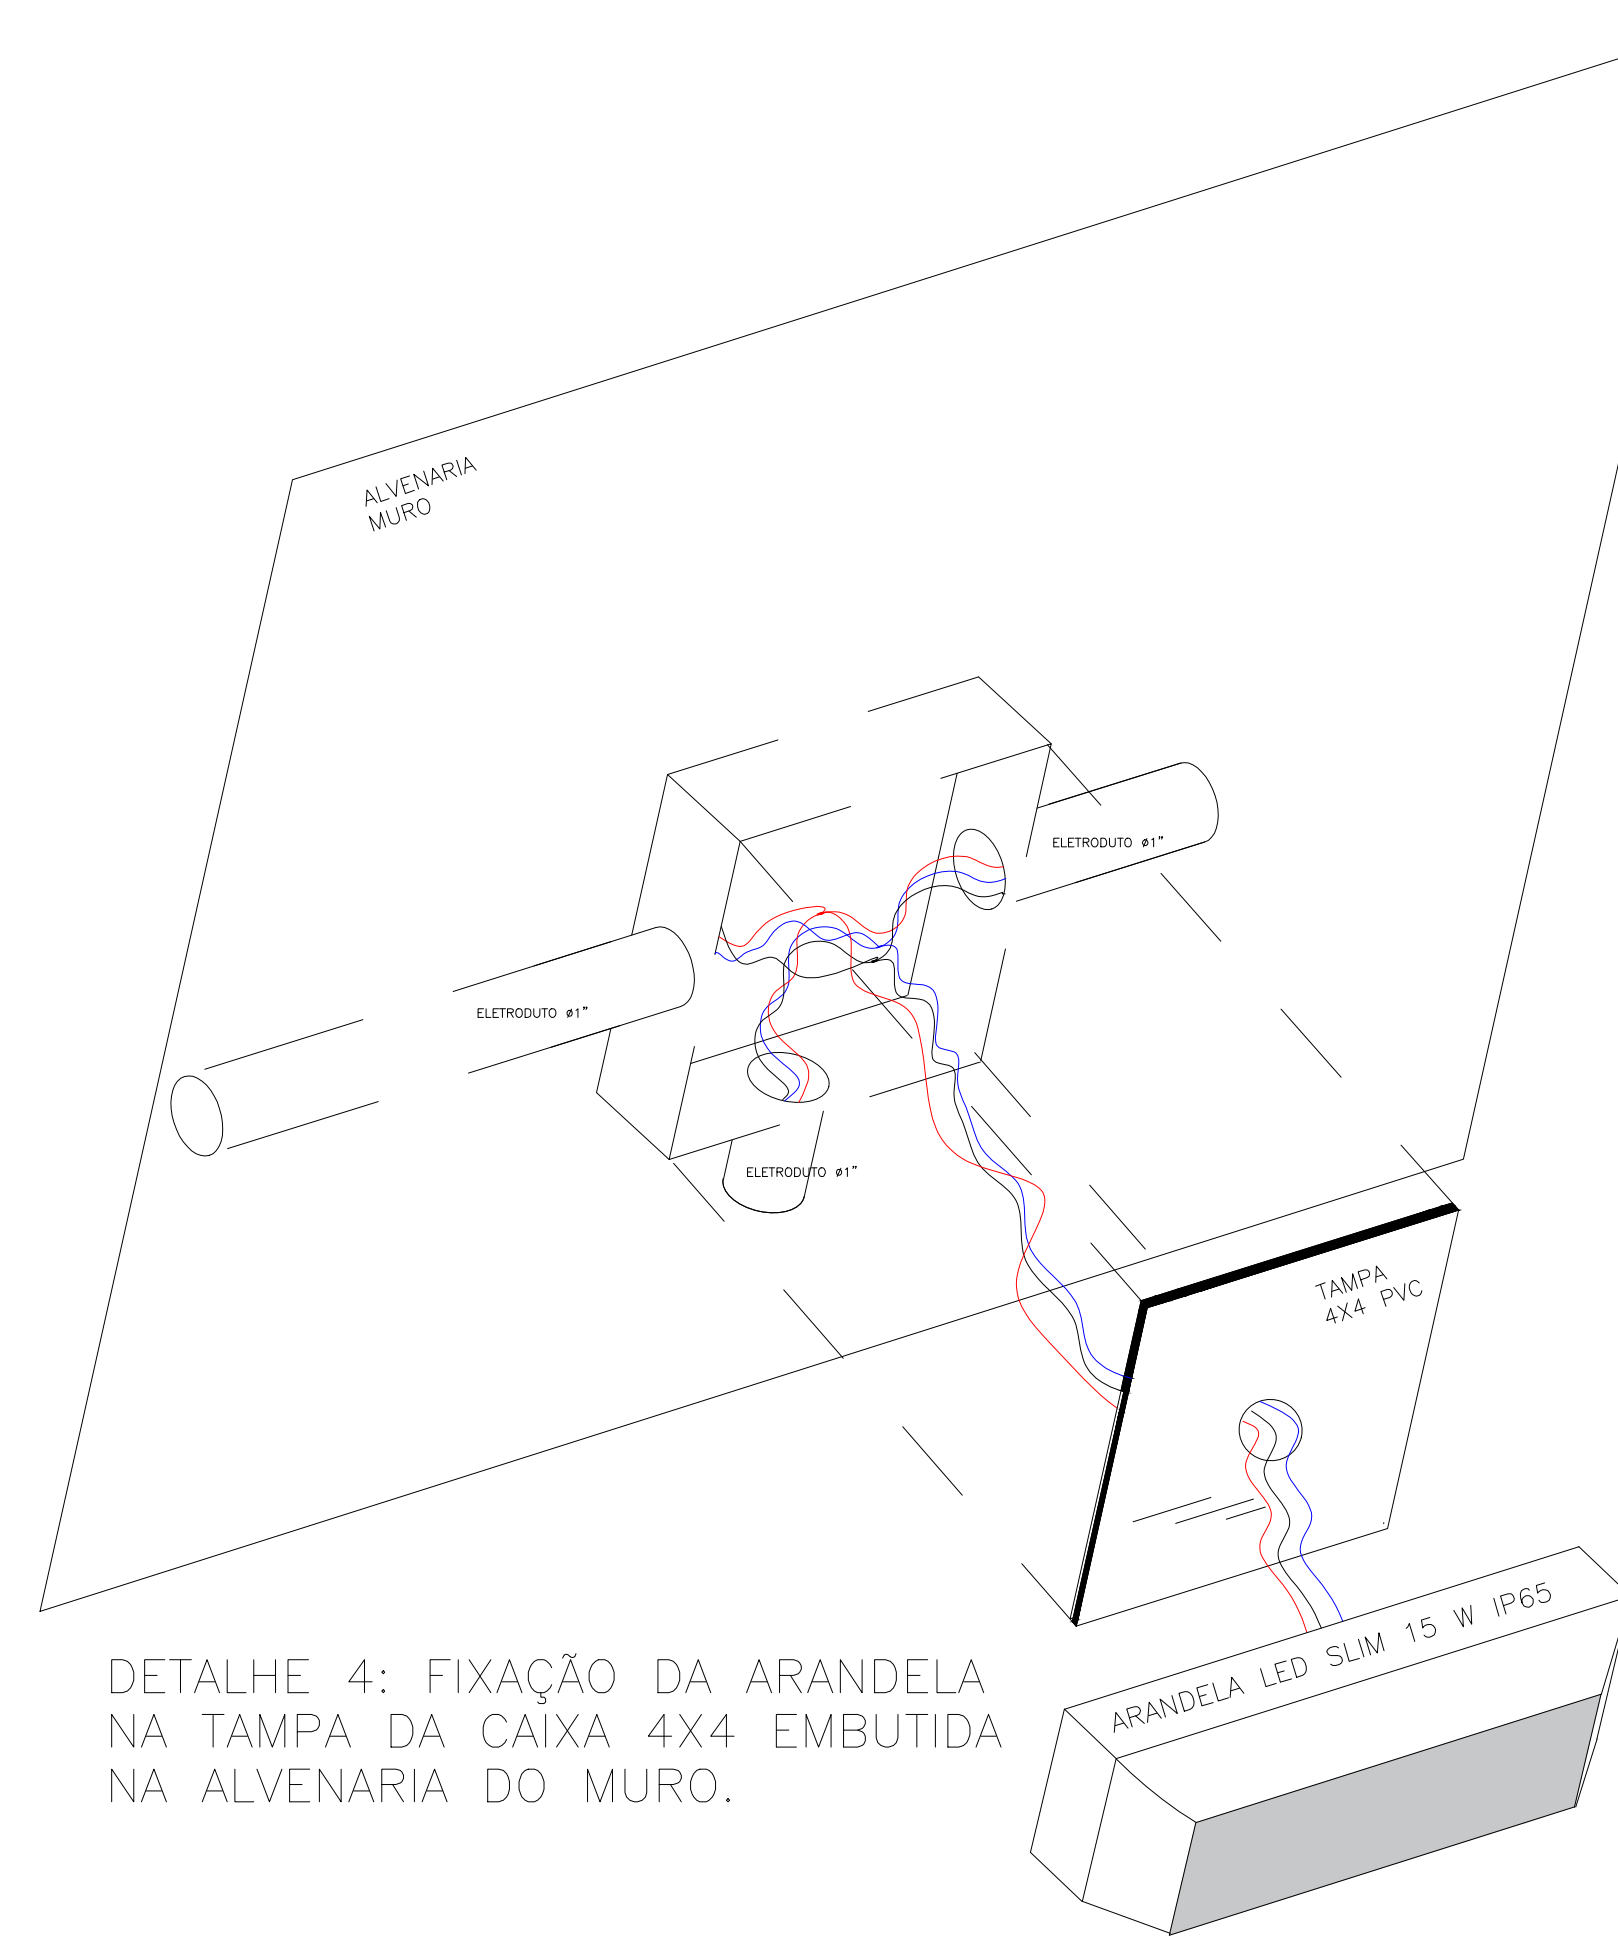 ALVENARIA
MURO
ELETRODUTO ø1"
ELETRODUTO ø1"
ELETRODUTO ø1"
TAMPA
4X4 PVC
ARANDELA LED SLIM 15 W IP65
DETALHE 4: FIXAÇÃO DA ARANDELA
NA TAMPA DA CAIXA 4X4 EMBUTIDA
NA ALVENARIA DO MURO.